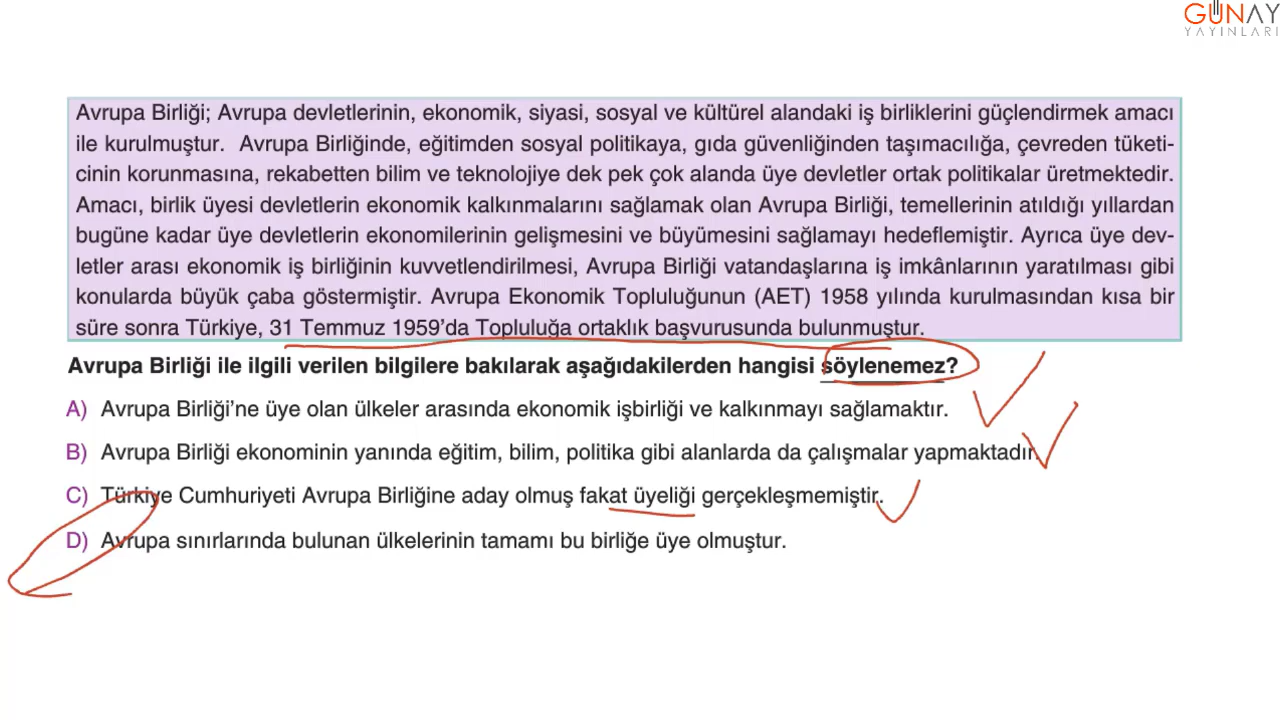 GÜNAY
YAYINLARI
Avrupa Birliği; Avrupa devletlerinin, ekonomik, siyasi, sosyal ve kültürel alandaki iş birliklerini güçlendirmek amacı
ile kurulmuştur. Avrupa Birliğinde, eğitimden sosyal politikaya, gıda güvenliğinden taşımacılığa, çevreden tüketi-
cinin korunmasına, rekabetten bilim ve teknolojiye dek pek çok alanda üye devletler ortak politikalar üretmektedir.
Amacı, birlik üyesi devletlerin ekonomik kalkınmalarını sağlamak olan Avrupa Birliği, temellerinin atıldığı yıllardan
bugüne kadar üye devletlerin ekonomilerinin gelişmesini ve büyümesini sağlamayı hedeflemiştir. Ayrıca üye dev-
letler arası ekonomik iş birliğinin kuvvetlendirilmesi, Avrupa Birliği vatandaşlarına iş imkânlarının yaratılması gibi
konularda büyük çaba göstermiştir. Avrupa Ekonomik Topluluğunun (AET) 1958 yılında kurulmasından kısa bir
süre sonra Türkiye, 31 Temmuz 1959’da Topluluğa ortaklık başvurusunda bulunmuştur.
Avrupa Birliği ile ilgili verilen bilgilere bakılarak aşağıdakilerden hangisi söylenemez?
A) Avrupa Birliği’ne üye olan ülkeler arasında ekonomik işbirliği ve kalkınmayı sağlamaktır.
B) Avrupa Birliği ekonominin yanında eğitim, bilim, politika gibi alanlarda da çalışmalar yapmaktadır.
C) Türkiye Cumhuriyeti Avrupa Birliğine aday olmuş fakat üyeliği gerçekleşmemiştir.
D) Avrupa sınırlarında bulunan ülkelerinin tamamı bu birliğe üye olmuştur.